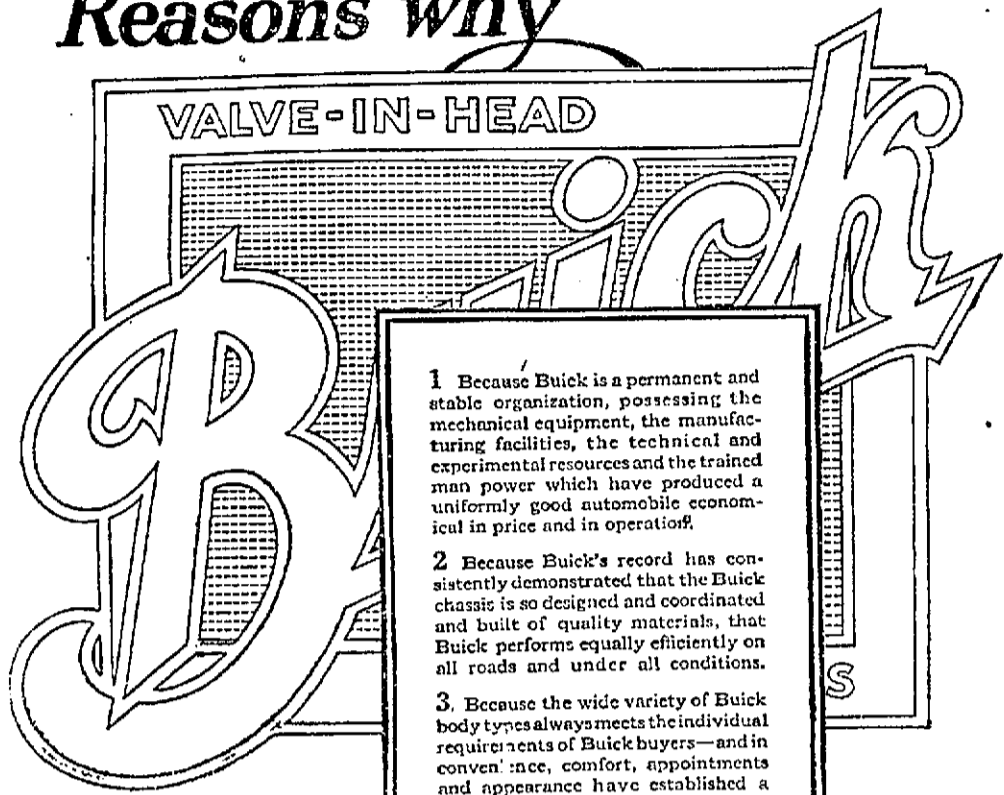 Reasons why
VALVE-IN-HEAD
Buick
1 Because Buick is a permanent and
stable organization, possessing the
mechanical equipment, the manufac-
turing facilities, the technical and
experimental resources and the trained
man power which have produced a
uniformly good automobile econom-
ical in price and in operation.
2 Because Buick's record has con-
sistently demonstrated that the Buick
chassis is so designed and coordinated
and built of quality materials, that
Buick performs equally efficiently on
all roads and under all conditions.
3. Because the wide variety of Buick
body types always meets the individual
requirements of Buick buyers—and in
convenience, comfort, appointments
and appearance have established a
S